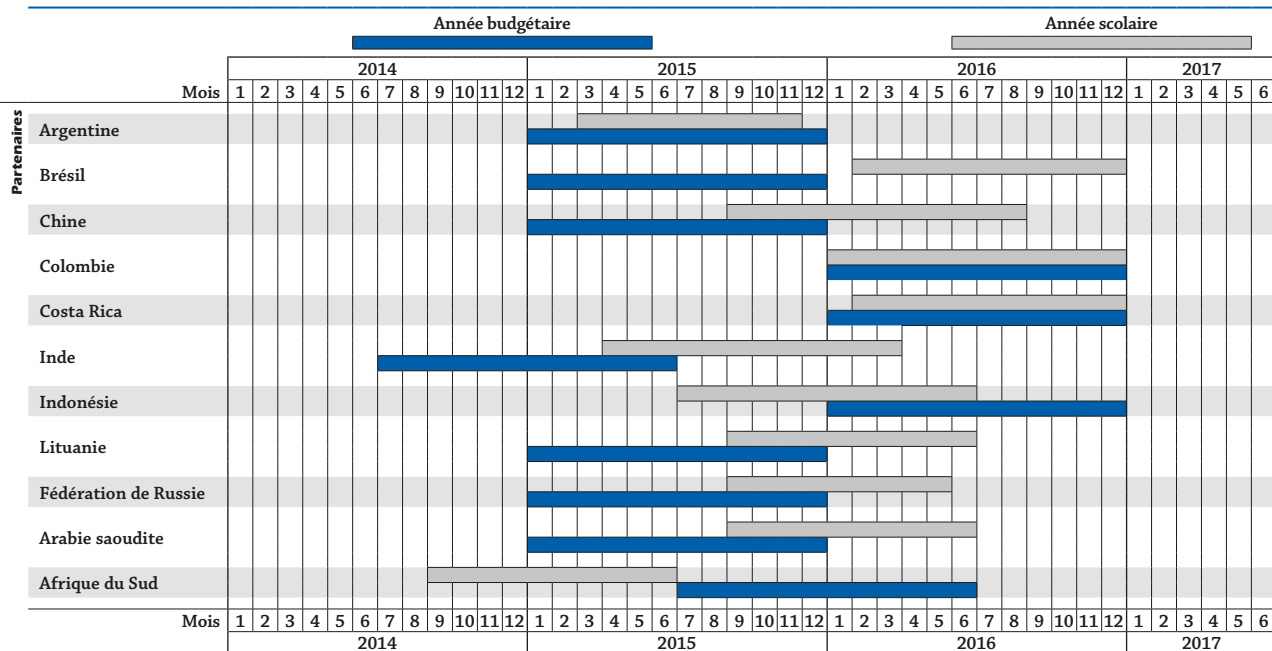 Année budgétaire Année scolaire
2014 2015 2016 2017
Mois 1 2 3 4 5 6 7 8 9 10 11 12 1 2 3 4 5 6 7 8 9 10 11 12 1 2 3 4 5 6 7 8 9 10 11 12 1 2 3 4 5 6
Partenaires
Argentine
Brésil
Chine
Colombie
Costa Rica
Inde
Indonésie
Lituanie
Fédération de Russie
Arabie saoudite
Afrique du Sud
Mois 1 2 3 4 5 6 7 8 9 10 11 12 1 2 3 4 5 6 7 8 9 10 11 12 1 2 3 4 5 6 7 8 9 10 11 12 1 2 3 4 5 6
2014 2015 2016 2017